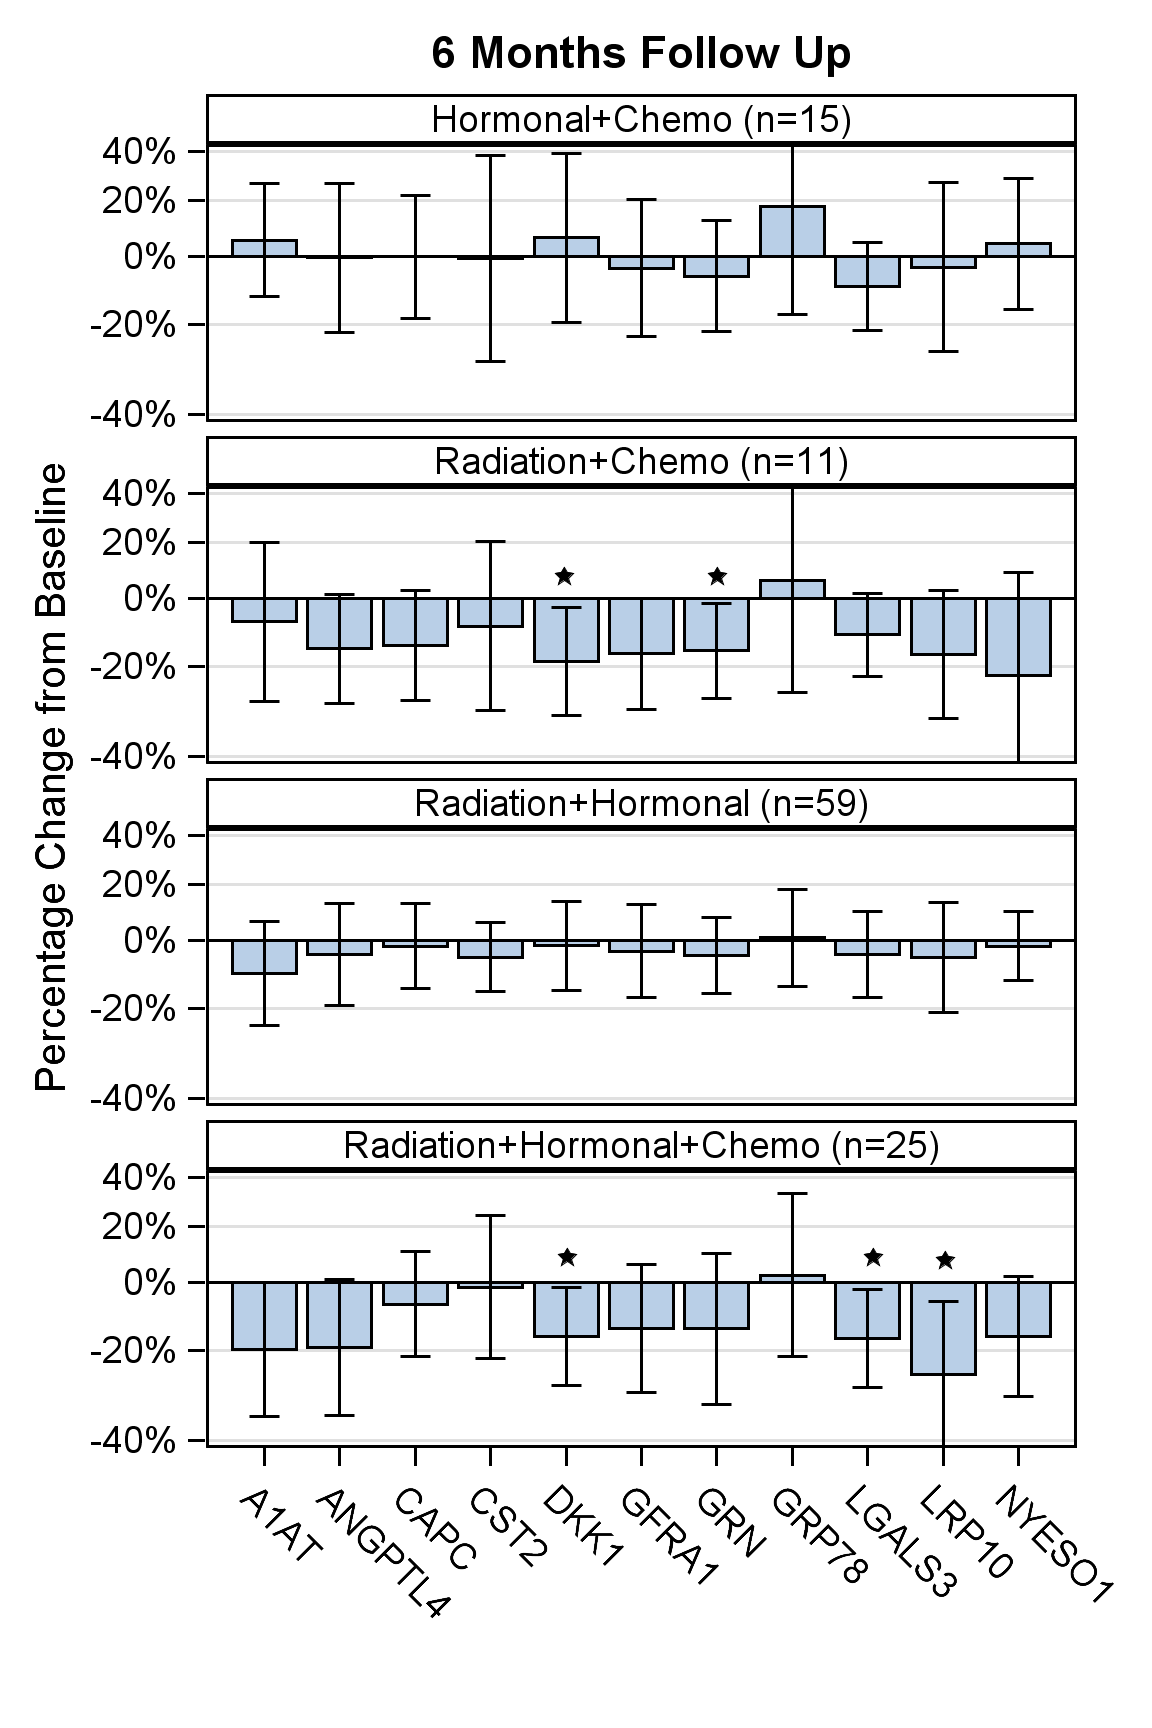 6 Months Follow Up
Percentage Change from Baseline
Hormonal+Chemo (n=15)
40%
20%
0%
-20%
-40%
Radiation+Chemo (n=11)
40%
20%
0%
-20%
-40%
Radiation+Hormonal (n=59)
40%
20%
0%
-20%
-40%
Radiation+Hormonal+Chemo (n=25)
40%
20%
0%
-20%
-40%
A1AT
ANGPTL4
CAPC
CST2
DKK1
GFRA1
GRN
GRP78
LGALS3
LRP10
NYESO1